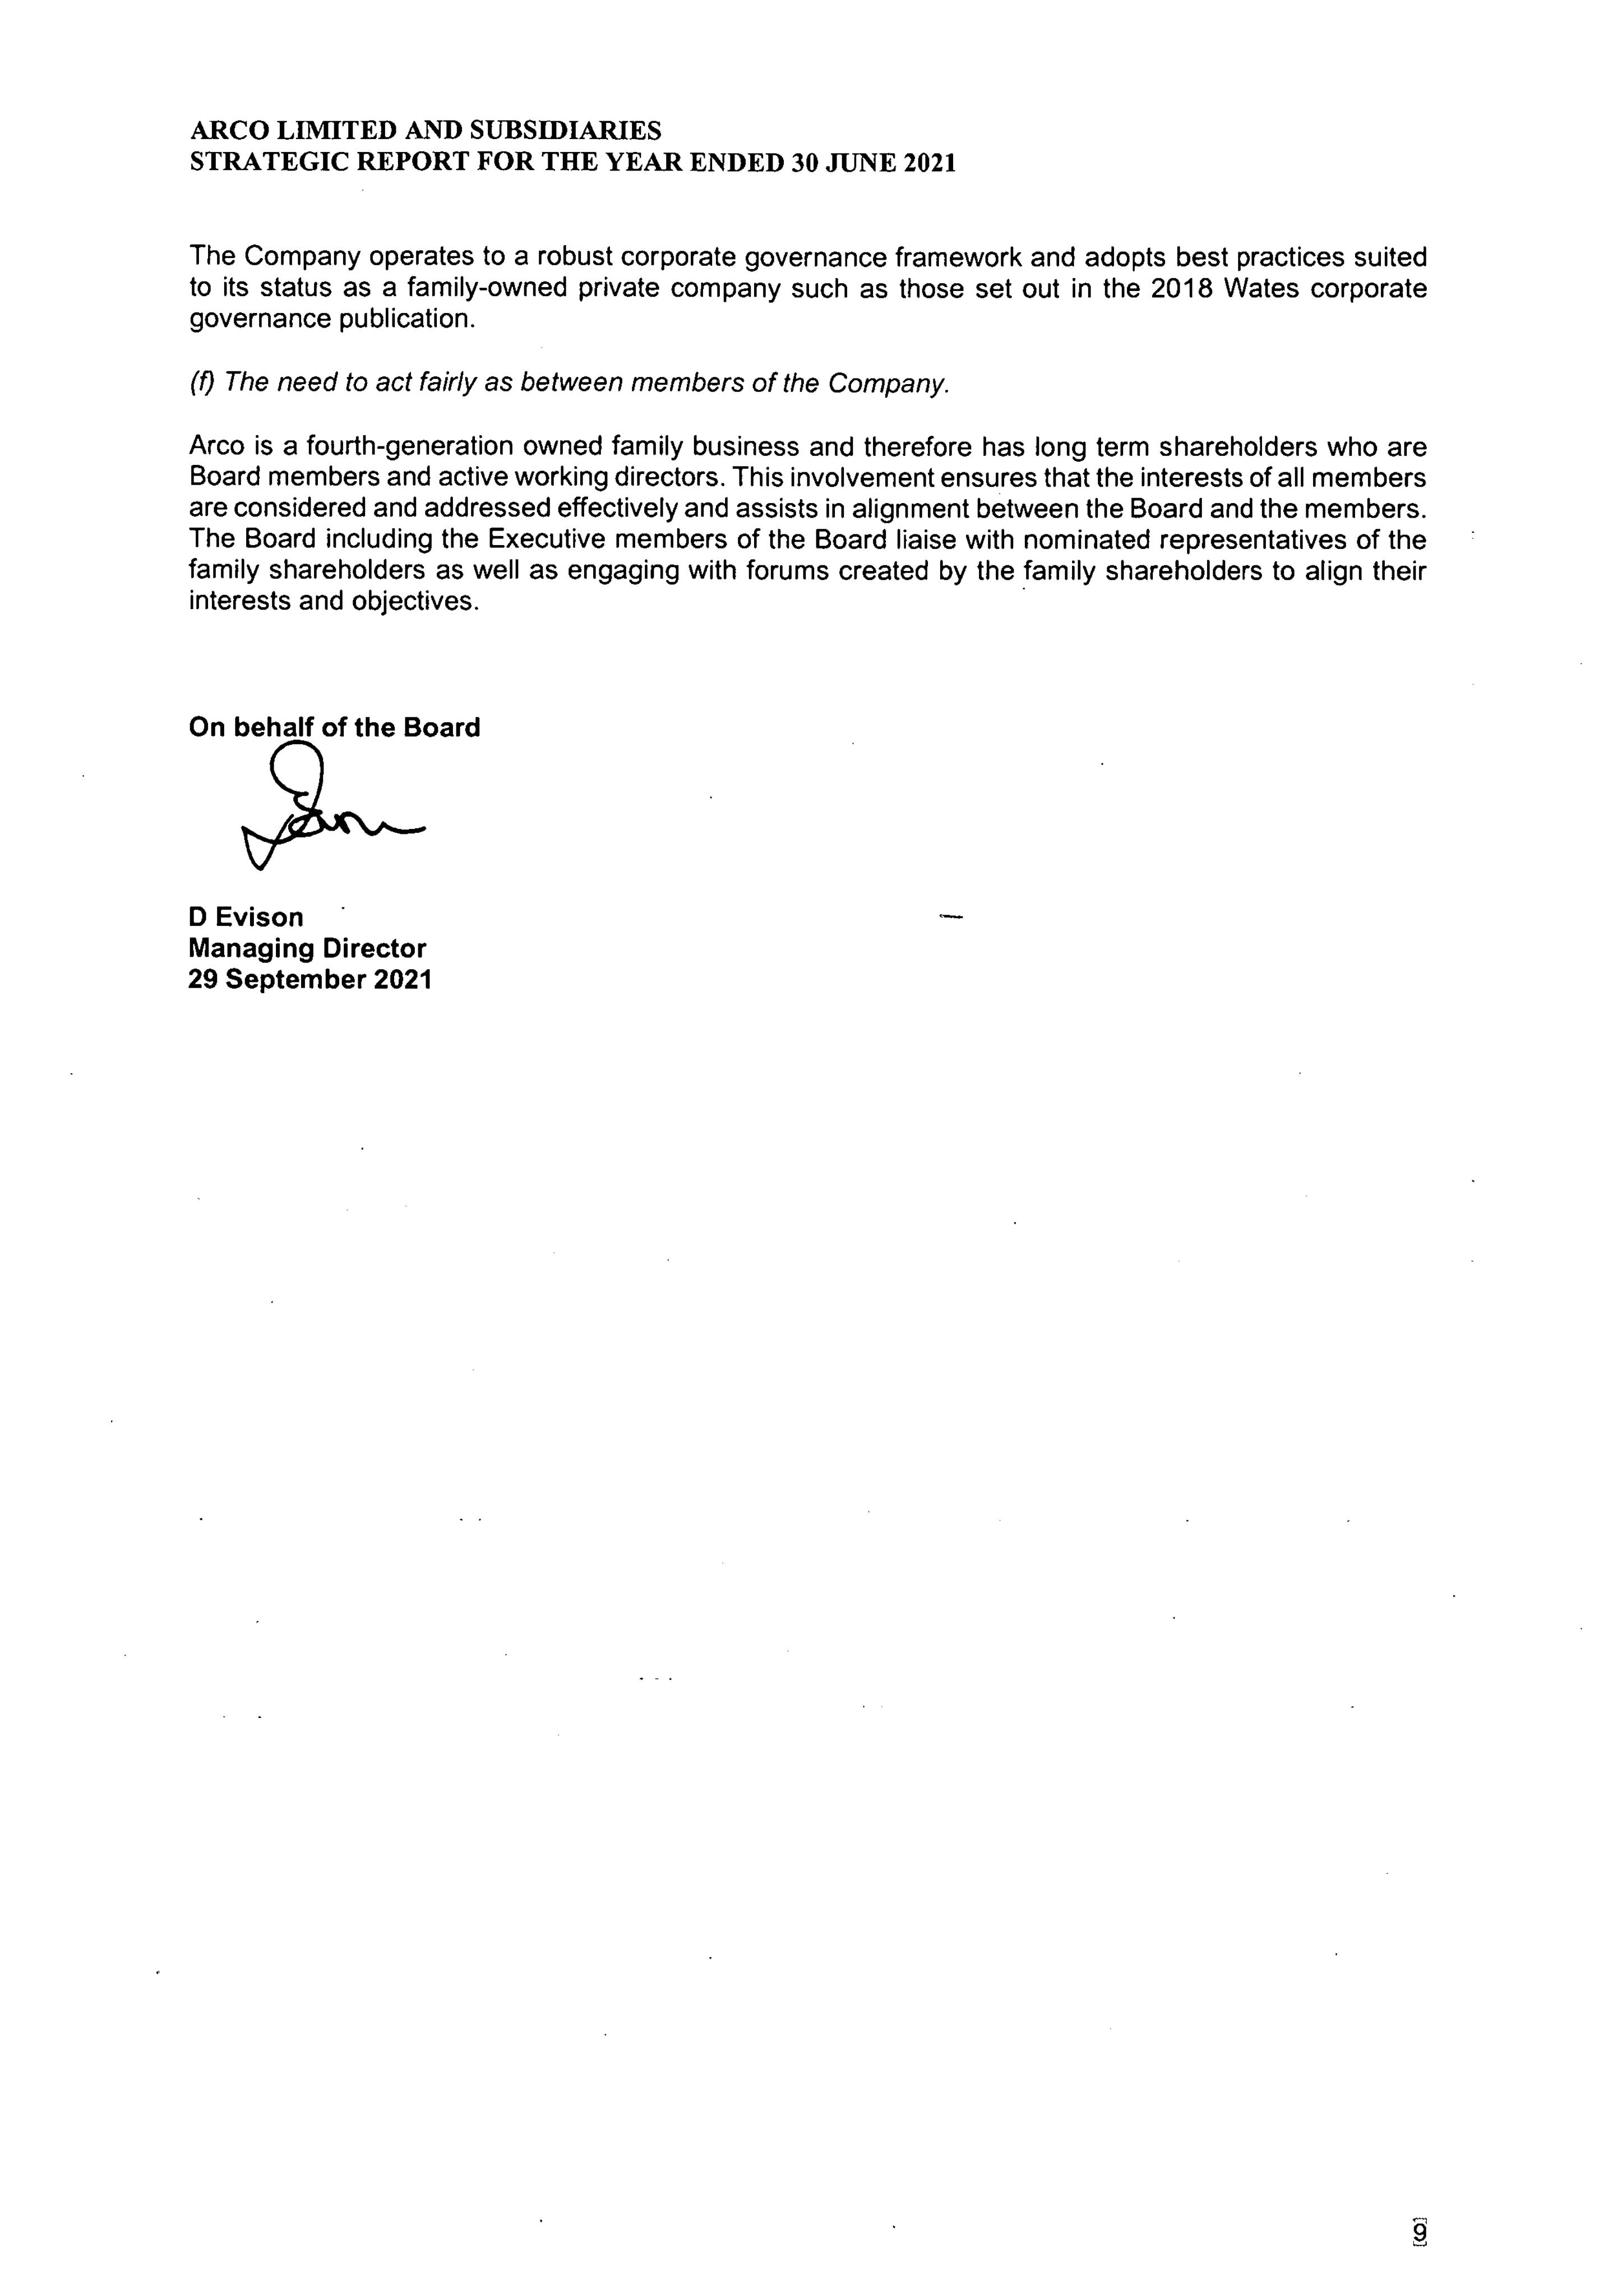 ARCO LIMITED AND SUBSIDIARIES
STRATEGIC REPORT FOR THE YEAR ENDED 30 JUNE 2021
The Company operates to a robust corporate governance framework and adopts best practices suited
to its status as a family-owned private company such as those set out in the 2018 Wates corporate
governance publication.
(f) The need to act fairly as between members of the Company.
Arco is a fourth-generation owned family business and therefore has long term shareholders who are
Board members and active working directors. This involvement ensures that the interests of all members
are considered and addressed effectively and assists in alignment between the Board and the members.
The Board including the Executive members of the Board liaise with nominated representatives of the
family shareholders as well as engaging with forums created by the family shareholders to align their
interests and objectives.
On behalf of the Board
D Evison
Managing Director
29 September 2021
9